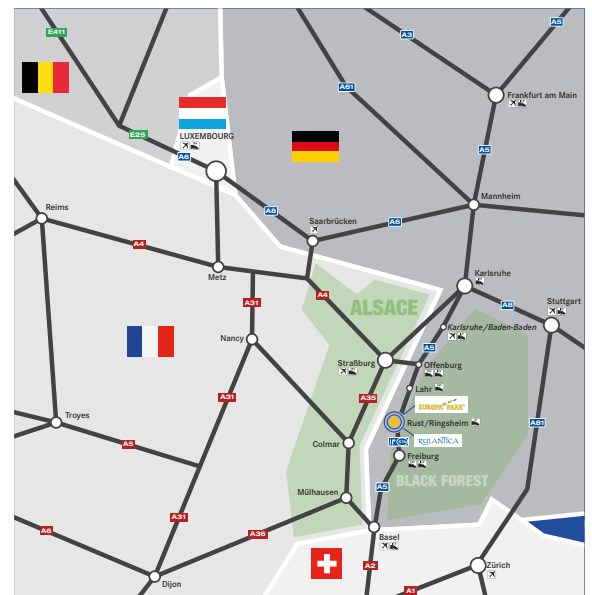 E411
A3
A5
A61
Frankfurt am Main
E25
LUXEMBOURG
A6
A5
Mannheim
Reims
A8
Saarbrücken
A6
A4
Metz
Karlsruhe
A31
A4
ALSACE
A8
Stuttgart
Karlsruhe/Baden-Baden
Nancy
A5
Straßburg
Offenburg
Lahr
A31
A35
EUROPA PARK
Troyes
Rust/Ringsheim
A81
A5
Colmar
RULANTICA
Freiburg
BLACK FOREST
Mülhausen
A5
A31
A6
A36
Basel
A2
Zürich
Dijon
A1